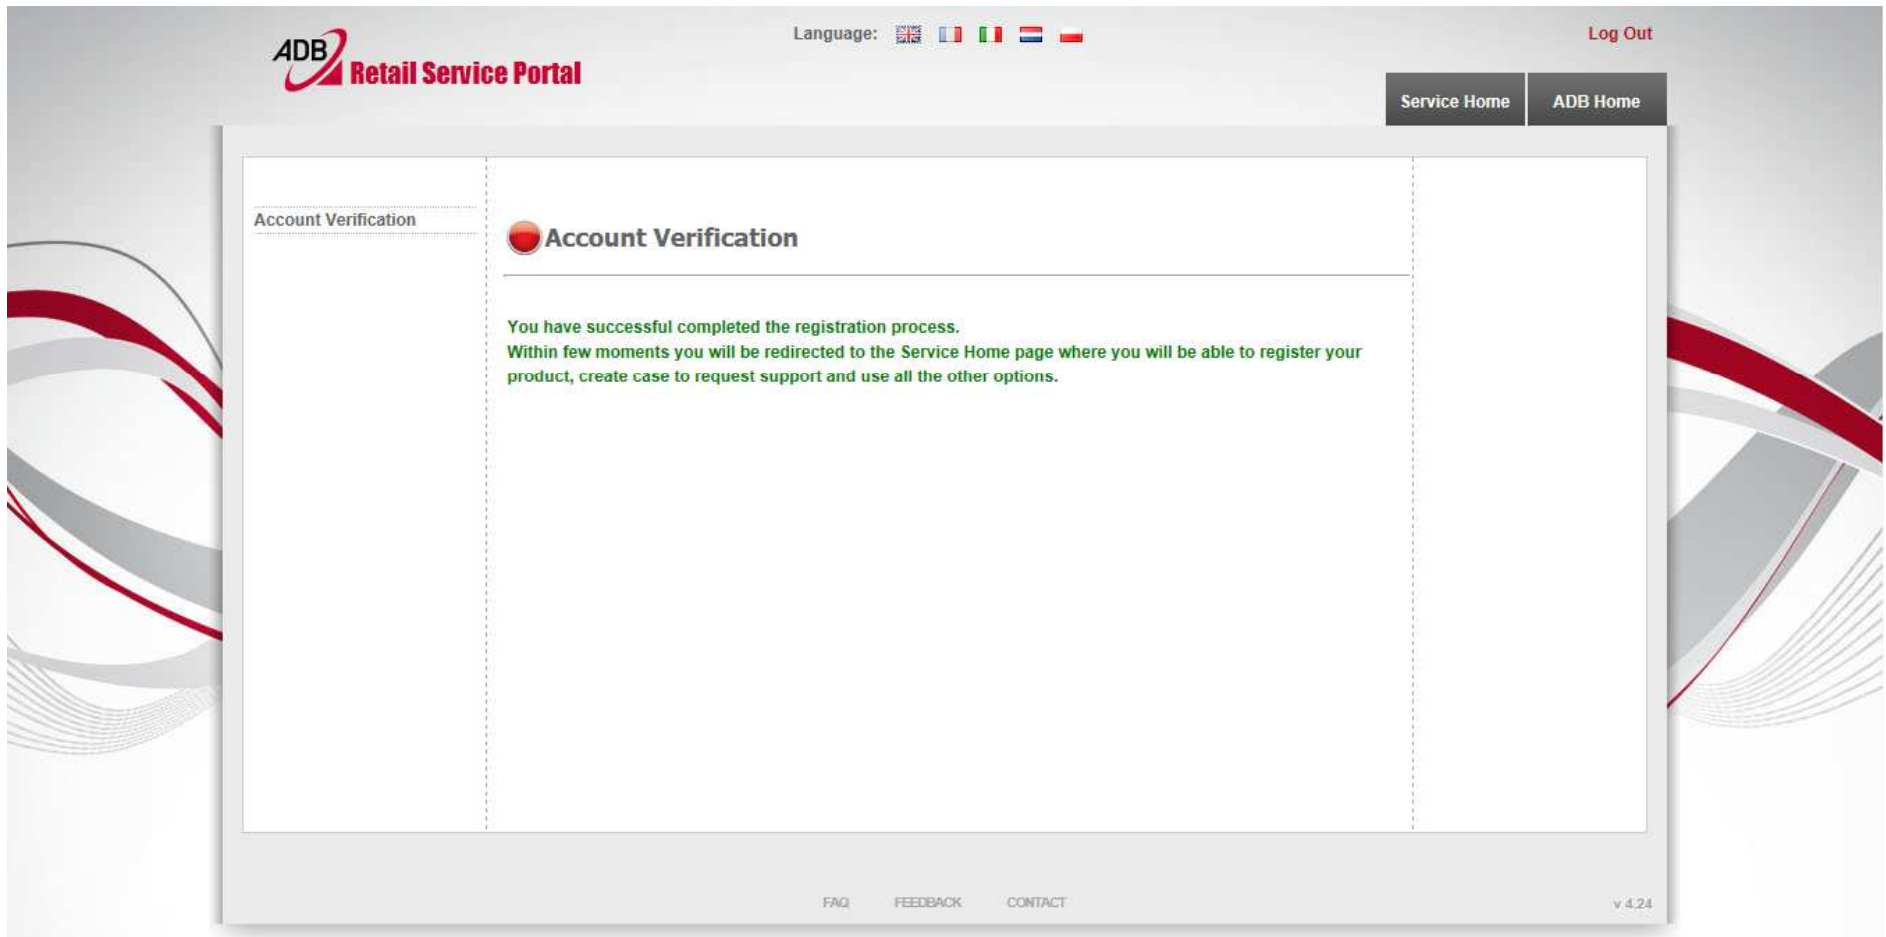 ADB
Retail Service Portal
Language:
Log Out
Service Home
ADB Home
Account Verification
Account Verification
You have successful completed the registration process.
Within few moments you will be redirected to the Service Home page where you will be able to register your
product, create case to request support and use all the other options.
FAQ
FEEDBACK
CONTACT
v 4.24